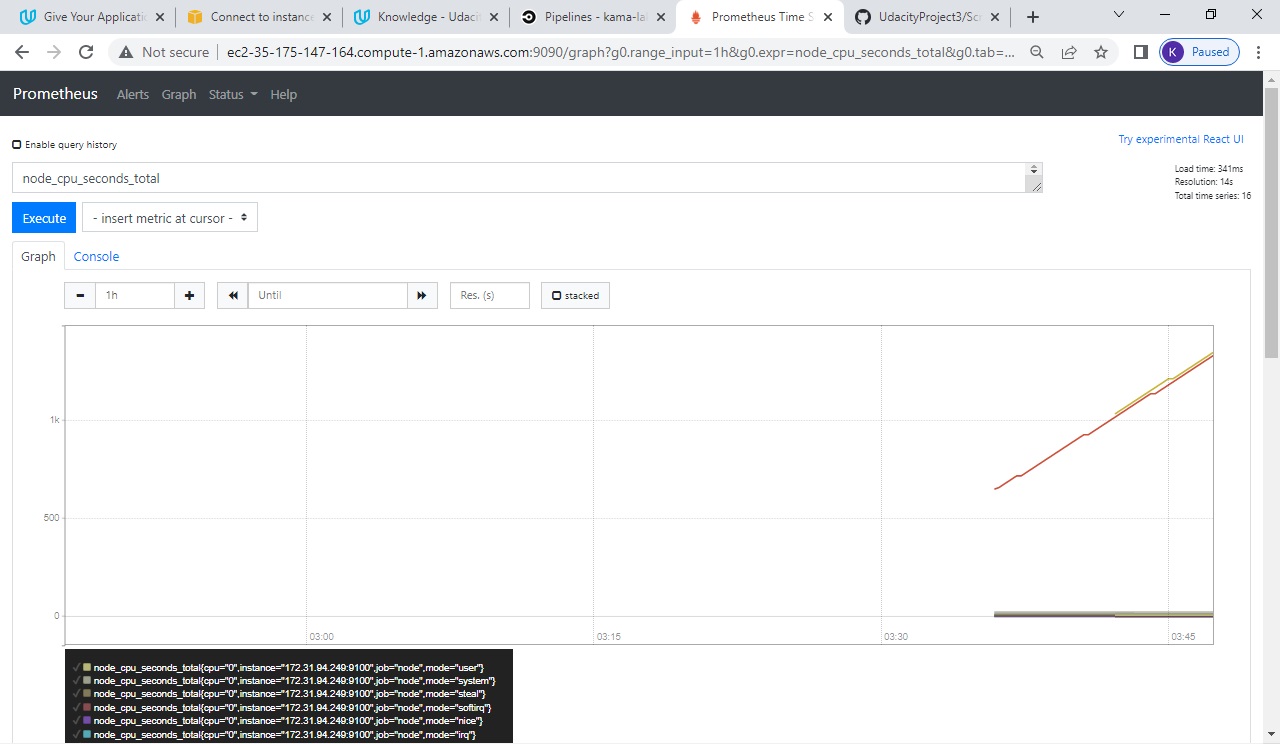 Give Your Applicati
Connect to instance
Knowledge - Udacit
Pipelines - kama-la
Prometheus Time S
UdacityProject3/Scr
Not secure
ec2-35-175-147-164.compute-1.amazonaws.com:9090/graph?g0.range_input=1h&g0.expr=node_cpu_seconds_total&g0.tab=...
K
Paused
Prometheus
Alerts
Graph
Status
Help
Enable query history
Try experimental React UI
node_cpu_seconds_total
Load time: 341ms
Resolution: 14s
Total time series: 16
Execute
- insert metric at cursor -
Graph
Console
1h
Until
Res. (s)
stacked
1k
500
0
03:00
03:15
03:30
03:45
node_cpu_seconds_total{cpu="0",instance="172.31.94.249:9100",job="node",mode="user"}
node_cpu_seconds_total{cpu="0",instance="172.31.94.249:9100",job="node",mode="system"}
node_cpu_seconds_total{cpu="0",instance="172.31.94.249:9100",job="node",mode="steal"}
node_cpu_seconds_total{cpu="0",instance="172.31.94.249:9100",job="node",mode="softirq"}
node_cpu_seconds_total{cpu="0",instance="172.31.94.249:9100",job="node",mode="nice"}
node_cpu_seconds_total{cpu="0",instance="172.31.94.249:9100",job="node",mode="irq"}